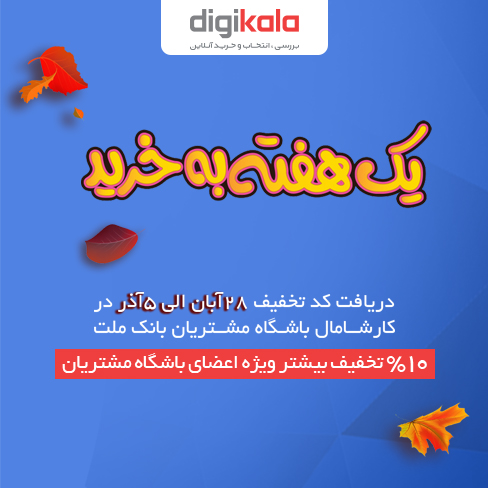 digikala
بررسی، انتخاب و خرید آنلاین
یک هفته به خرید
دریافت کد تخفیف ۲۸ آبان الی ۵ آذر در
کارشامال باشگاه مشتریان بانک ملت
%۱۰ تخفیف بیشتر ویژه اعضای باشگاه مشتریان